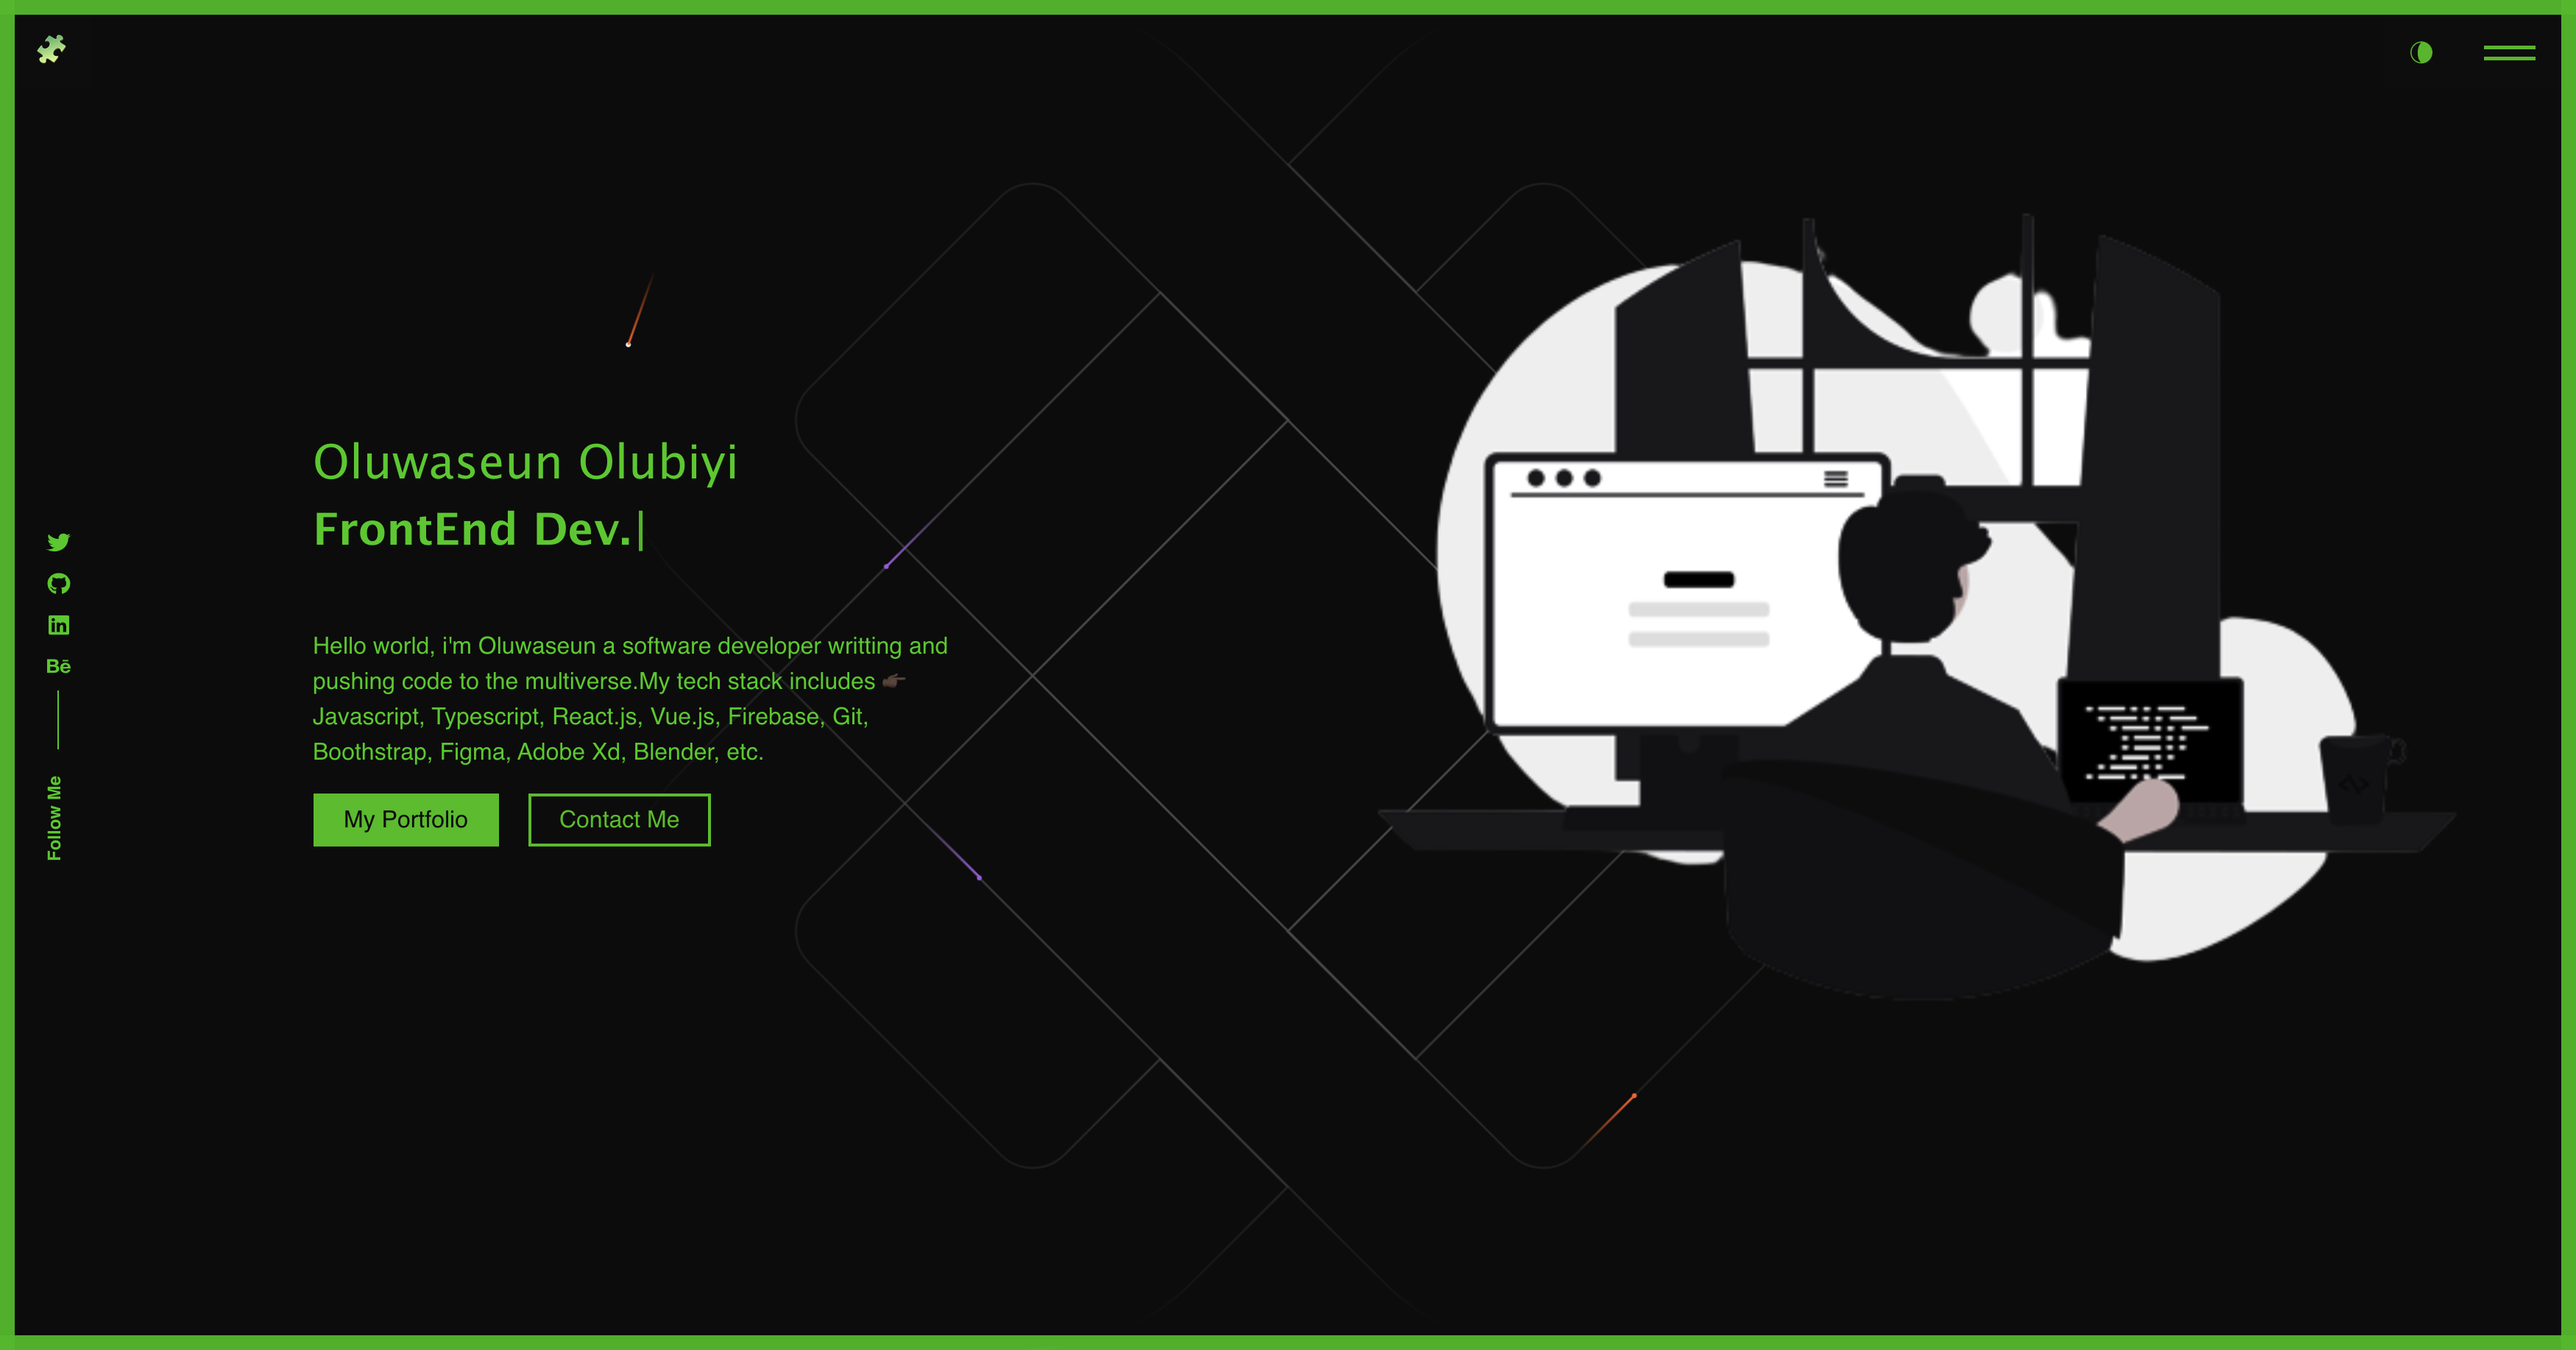 Oluwaseun Olubiyi
FrontEnd Dev.|
Hello world, i'm Oluwaseun a software developer writting and
pushing code to the multiverse.My tech stack includes 👉🏿
Javascript, Typescript, React.js, Vue.js, Firebase, Git,
Boothstrap, Figma, Adobe Xd, Blender, etc.
My Portfolio
Contact Me
in
Bē
Follow Me